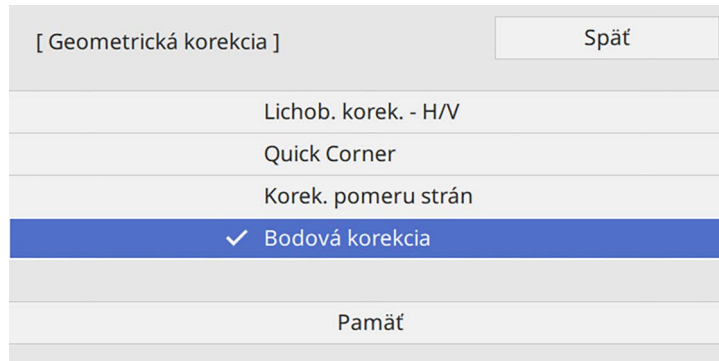 [ Geometrická korekcia ]
Späť
Lichob. korek. - H/V
Quick Corner
Korek. pomeru strán
Bodová korekcia
Pamäť